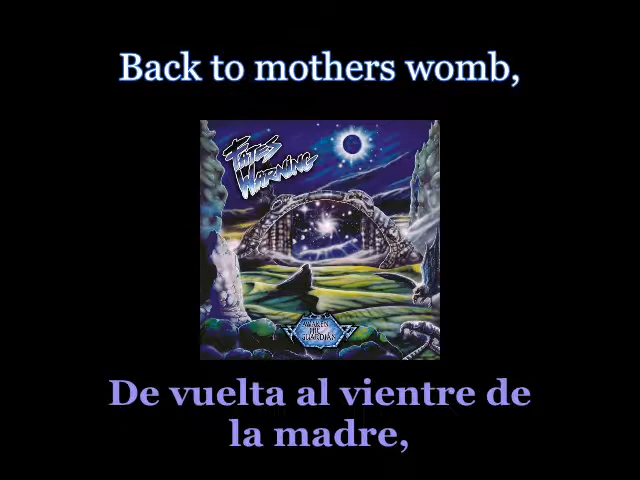 Back to mothers womb,
FATES
WARNING
AWAKEN
THE
GUARDIAN
De vuelta al vientre de
la madre,